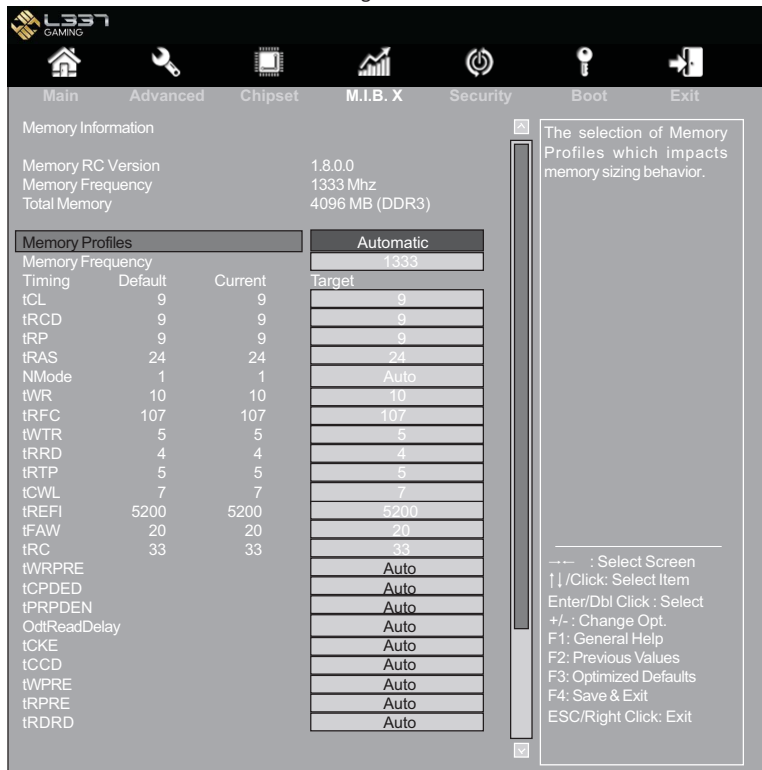 L337
GAMING
Main Advanced Chipset M.I.B. X Security Boot Exit
Memory Information
Memory RC Version 1.8.0.0
Memory Frequency 1333 Mhz
Total Memory 4096 MB (DDR3)
Memory Profiles Automatic
Memory Frequency 1333
Timing Default Current Target
tCL 9 9 9
tRCD 9 9 9
tRP 9 9 9
tRAS 24 24 24
NMode 1 1 Auto
tWR 10 10 10
tRFC 107 107 107
tWTR 5 5 5
tRRD 4 4 4
tRTP 5 5 5
tCWL 7 7 7
tREFI 5200 5200 5200
tFAW 20 20 20
tRC 33 33 33
tWRPRE Auto
tCPDED Auto
tPRPDEN Auto
OdtReadDelay Auto
tCKE Auto
tCCD Auto
tWPRE Auto
tRPRE Auto
tRDRD Auto
The selection of Memory
Profiles which impacts
memory sizing behavior.
→← : Select Screen
↑↓/Click: Select Item
Enter/Dbl Click : Select
+/- : Change Opt.
F1: General Help
F2: Previous Values
F3: Optimized Defaults
F4: Save & Exit
ESC/Right Click: Exit